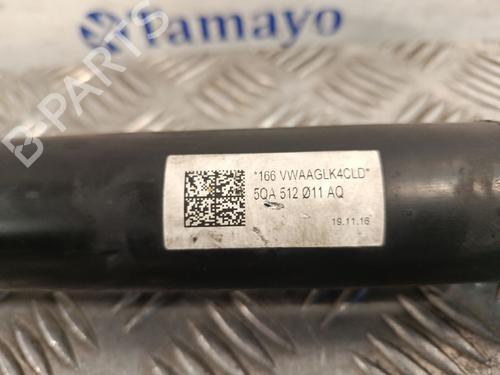 Tamayo
B-PARTS
*166 VWAAGLK4CLD*
5QA 512 Ø11 AQ
19.11.16